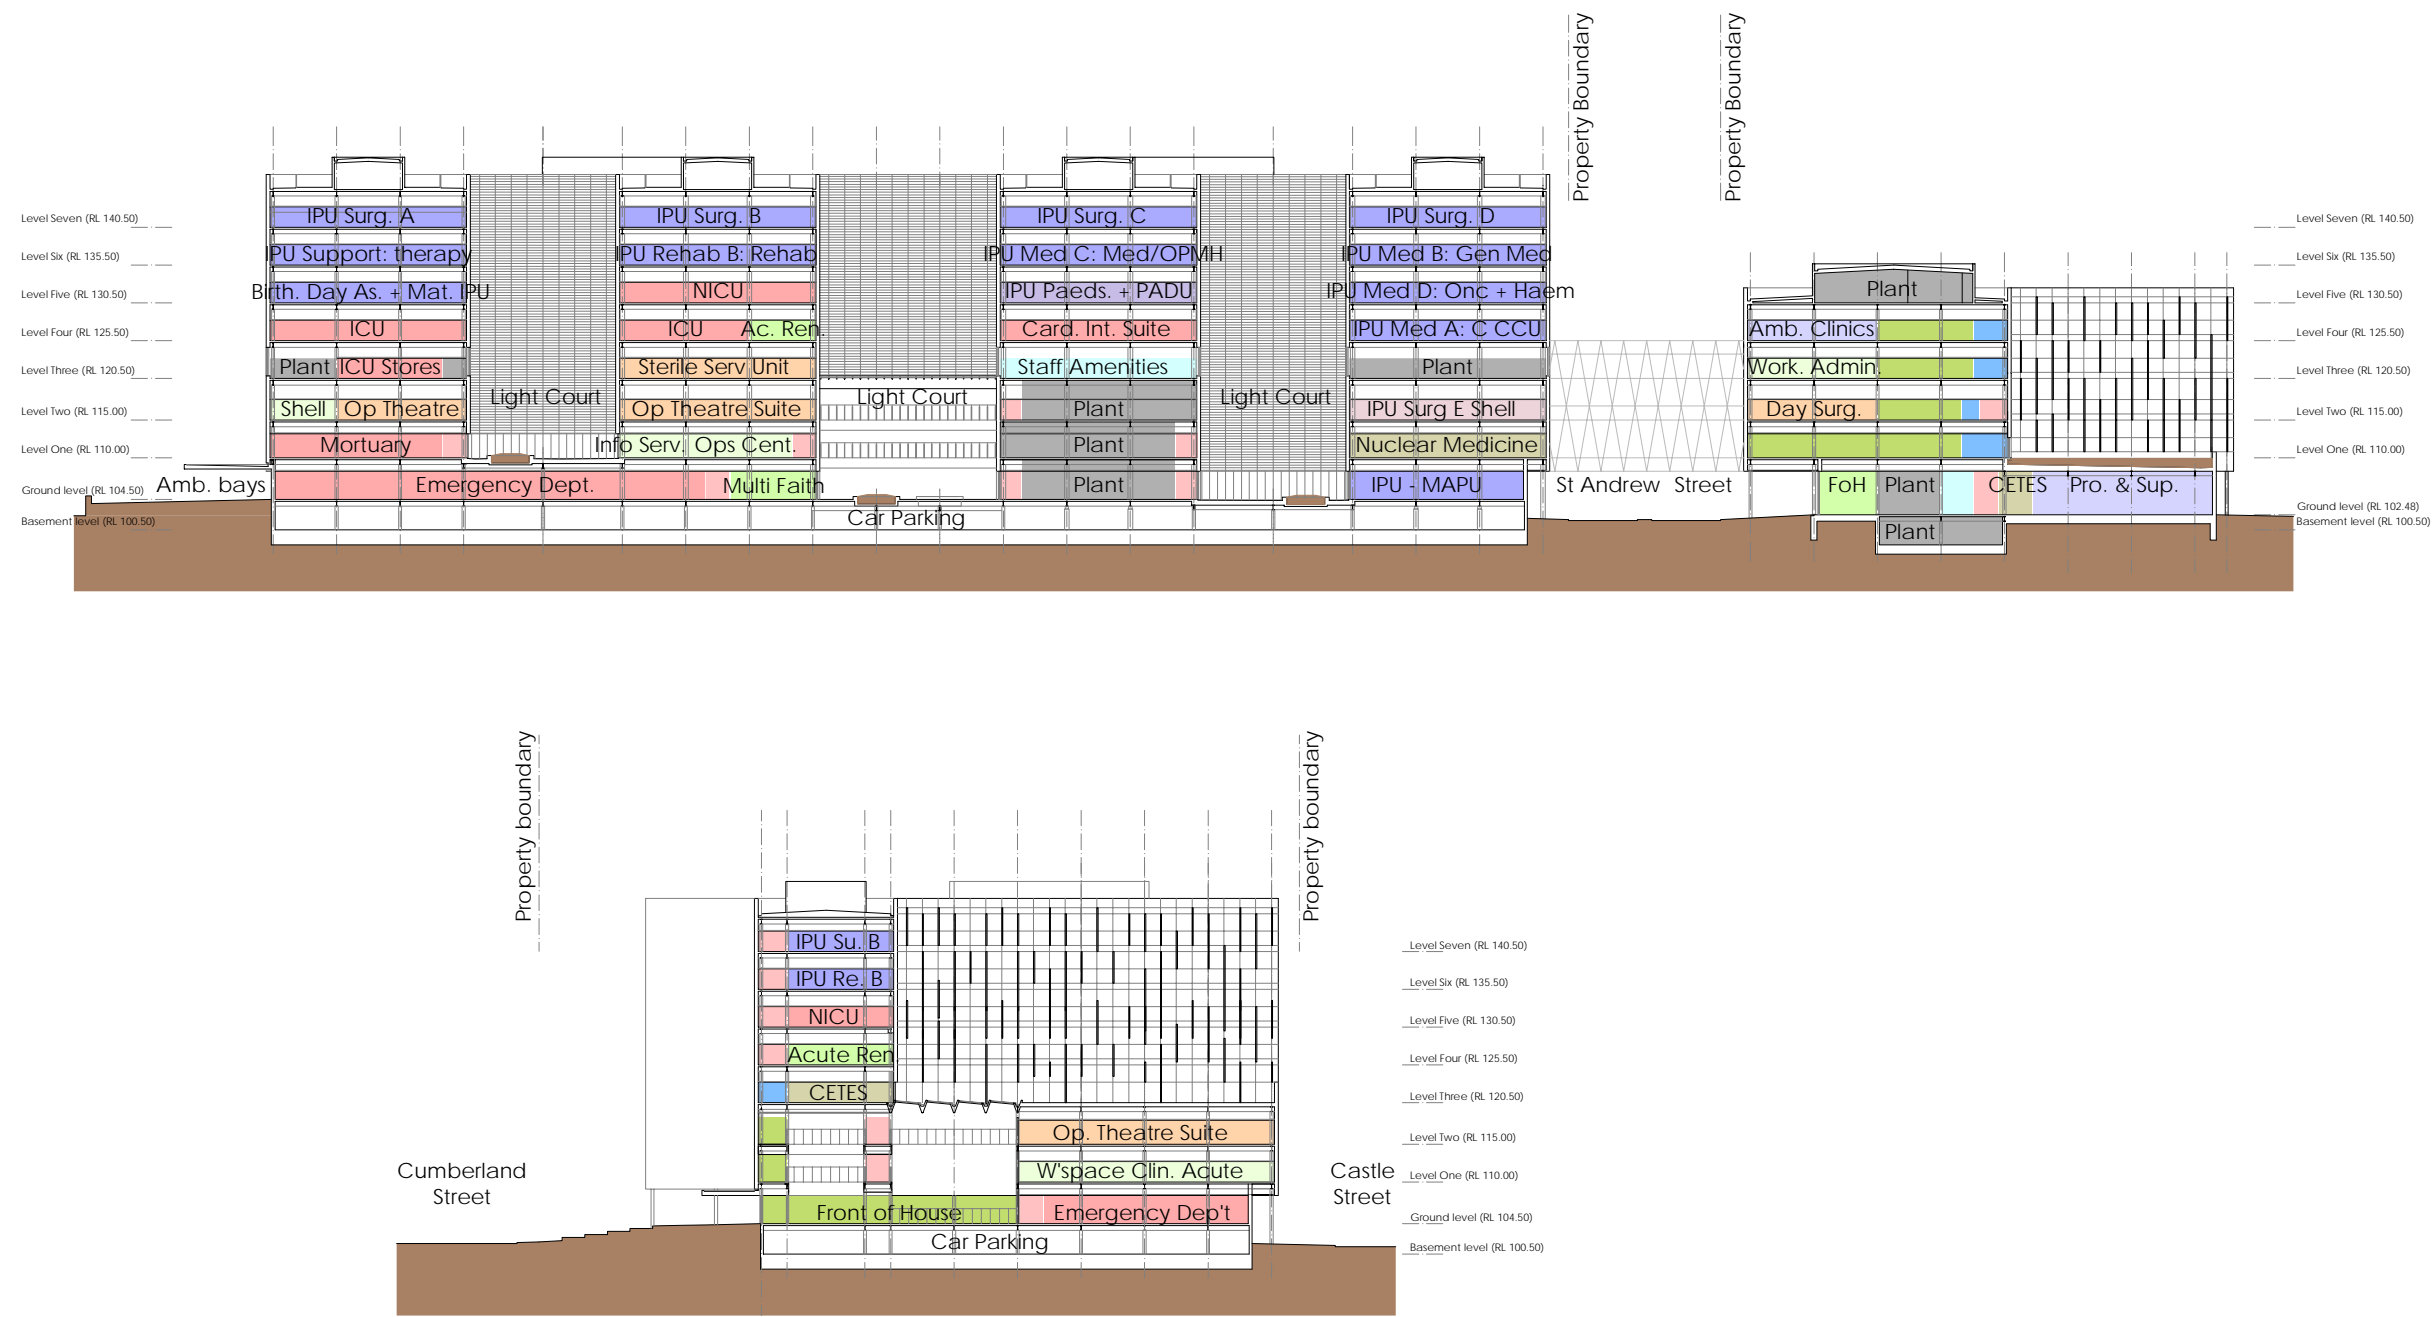 Property Boundary
Property Boundary
Level Seven (RL 140.50)
IPU Surg. A
IPU Surg. B
IPU Surg. C
IPU Surg. D
Level Seven (RL 140.50)
Level Six (RL 135.50)
IPU Support: therapy
IPU Rehab B: Rehab
IPU Med C: Med/OPMH
IPU Med B: Gen Med
Level Six (RL 135.50)
Level Five (RL 130.50)
Birth. Day As. + Mat. IPU
NICU
IPU Paeds. + PADU
IPU Med D: Onc + Haem
Plant
Level Five (RL 130.50)
Level Four (RL 125.50)
ICU
ICU
Ac. Ren.
Card. Int. Suite
IPU Med A: C CCU
Amb. Clinics
Level Four (RL 125.50)
Level Three (RL 120.50)
Plant
ICU Stores
Sterile Serv Unit
Staff Amenities
Plant
Work. Admin.
Level Three (RL 120.50)
Light Court
Light Court
Light Court
Level Two (RL 115.00)
Shell
Op Theatre
Op Theatre Suite
Plant
IPU Surg E Shell
Day Surg.
Level Two (RL 115.00)
Level One (RL 110.00)
Mortuary
Info Serv. Ops Cent.
Plant
Nuclear Medicine
Level One (RL 110.00)
Ground level (RL 104.50)
Amb. bays
Emergency Dept.
Multi Faith
Plant
IPU - MAPU
St Andrew Street
FoH
Plant
CETES
Pro. & Sup.
Ground level (RL 102.48)
Basement level (RL 100.50)
Car Parking
Plant
Basement level (RL 100.50)
Property boundary
Property boundary
IPU Su. B
Level Seven (RL 140.50)
IPU Re. B
Level Six (RL 135.50)
NICU
Level Five (RL 130.50)
Acute Ren.
Level Four (RL 125.50)
CETES
Level Three (RL 120.50)
Op. Theatre Suite
Level Two (RL 115.00)
Cumberland
Street
W'space Clin. Acute
Castle
Street
Level One (RL 110.00)
Front of House
Emergency Dep't
Ground level (RL 104.50)
Car Parking
Basement level (RL 100.50)